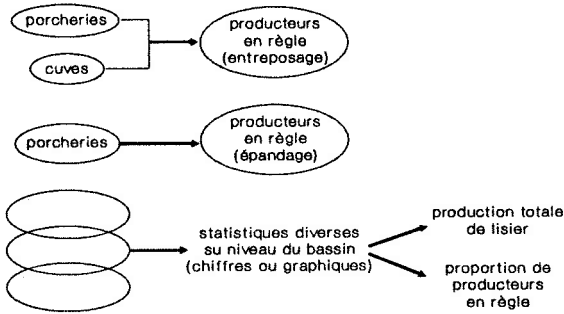 porcheries
cuves
producteurs
en règle
(entreposage)
porcheries
producteurs
en règle
(épandage)
statistiques diverses
su niveau du bassin
(chiffres ou graphiques)
production totale
de lisier
proportion de
producteurs
en règle